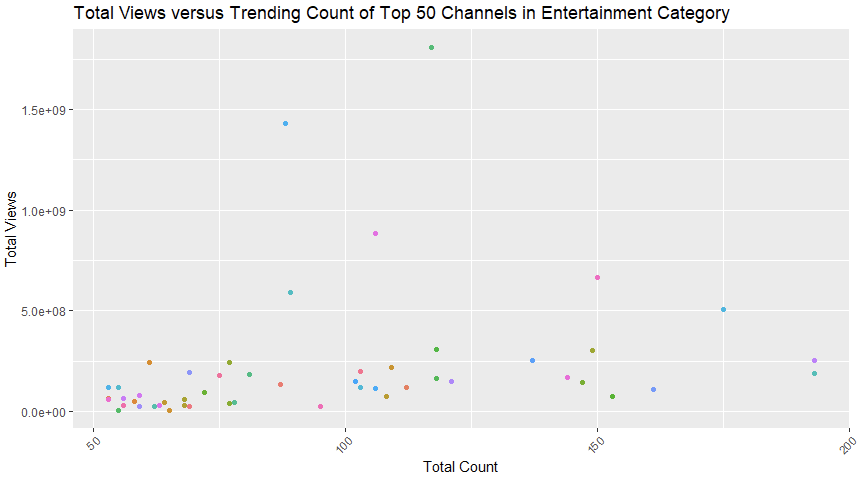 Total Views versus Trending Count of Top 50 Channels in Entertainment Category
Total Views
1.5e+09
1.0e+09
5.0e+08
0.0e+00
50
100
150
200
Total Count